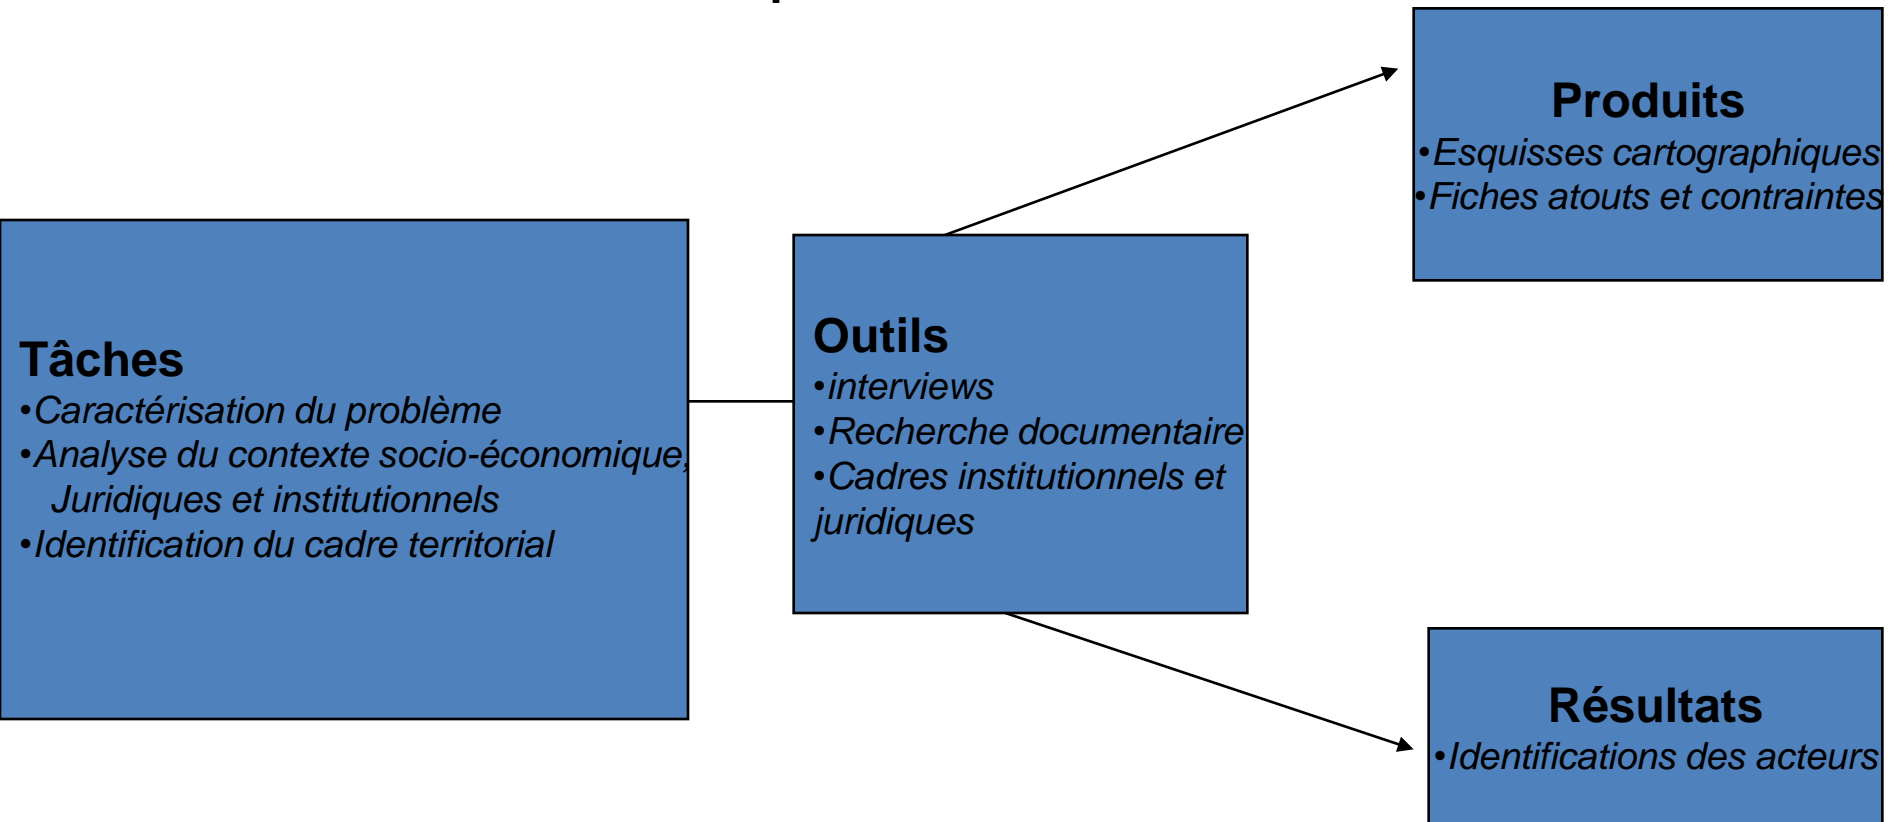 Tâches
•Caractérisation du problème
•Analyse du contexte socio-économique,
Juridiques et institutionnels
•Identification du cadre territorial
Outils
•interviews
•Recherche documentaire
•Cadres institutionnels et
juridiques
Produits
•Esquisses cartographiques
•Fiches atouts et contraintes
Résultats
•Identifications des acteurs